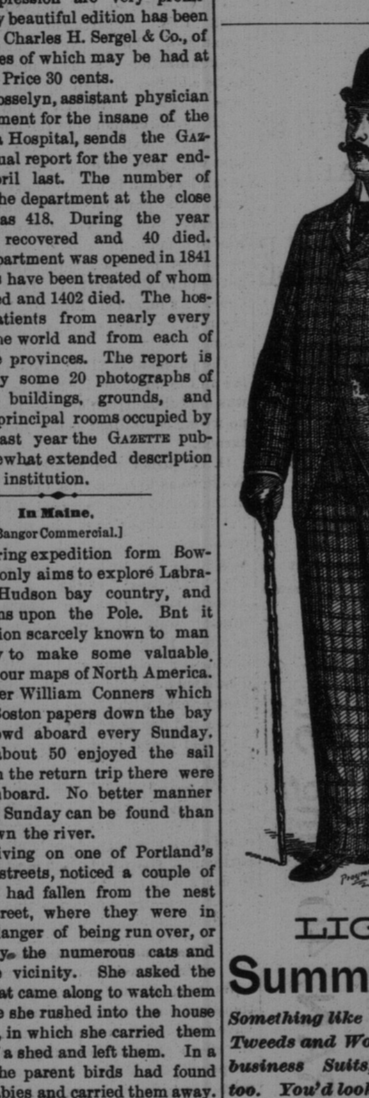 y beautiful edition has been
Charles H. Sergel & Co., of
es of which may be had at
Price 30 cents.
osselyn, assistant physician
ment for the insane of the
Hospital, sends the GAZ-
ual report for the year end-
ril last. The number of
he department at the close
as 418. During the year
recovered and 40 died.
partment was opened in 1841
have been treated of whom
ed and 1402 died. The hos-
atients from nearly every
he world and from each of
provinces. The report is
y some 20 photographs of
buildings, grounds, and
principal rooms occupied by
ast year the GAZETTE pub-
ewhat extended description
institution.
In Maine.
Bangor Commercial.]
ring expedition form Bow-
only aims to explore Labra-
Hudson bay country, and
ns upon the Pole. Bnt it
ion scarcely known to man
y to make some valuable
our maps of North America.
er William Conners which
Boston papers down the bay
owd aboard every Sunday.
about 50 enjoyed the sail
n the return trip there were
aboard. No better manner
Sunday can be found than
wn the river.
iving on one of Portland's
streets, noticed a couple of
had fallen from the nest
reet, where they were in
anger of being run over, or
y the numerous cats and
vicinity. She asked the
at came along to watch them
e she rushed into the house
, in which she carried them
a shed and left them. In a
he parent birds had found
abies and carried them away.
LIG
Summ
Something like
Tweeds and Wo
business Suits,
too. You'd look